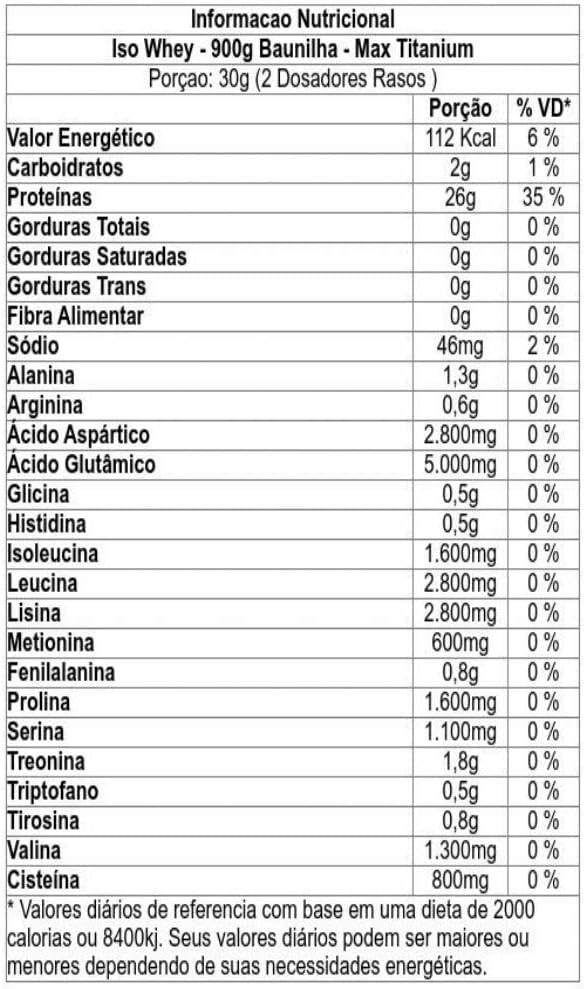 Informacao Nutricional
Iso Whey - 900g Baunilha - Max Titanium
Porçao: 30g (2 Dosadores Rasos )
Porção % VD*
Valor Energético 112 Kcal 6 %
Carboidratos 2g 1 %
Proteínas 26g 35 %
Gorduras Totais 0g 0 %
Gorduras Saturadas 0g 0 %
Gorduras Trans 0g 0 %
Fibra Alimentar 0g 0 %
Sódio 46mg 2 %
Alanina 1,3g 0 %
Arginina 0,6g 0 %
Ácido Aspártico 2.800mg 0 %
Ácido Glutâmico 5.000mg 0 %
Glicina 0,5g 0 %
Histidina 0,5g 0 %
Isoleucina 1.600mg 0 %
Leucina 2.800mg 0 %
Lisina 2.800mg 0 %
Metionina 600mg 0 %
Fenilalanina 0,8g 0 %
Prolina 1.600mg 0 %
Serina 1.100mg 0 %
Treonina 1,8g 0 %
Triptofano 0,5g 0 %
Tirosina 0,8g 0 %
Valina 1.300mg 0 %
Cisteína 800mg 0 %
* Valores diários de referencia com base em uma dieta de 2000
calorias ou 8400kj. Seus valores diários podem ser maiores ou
menores dependendo de suas necessidades energéticas.